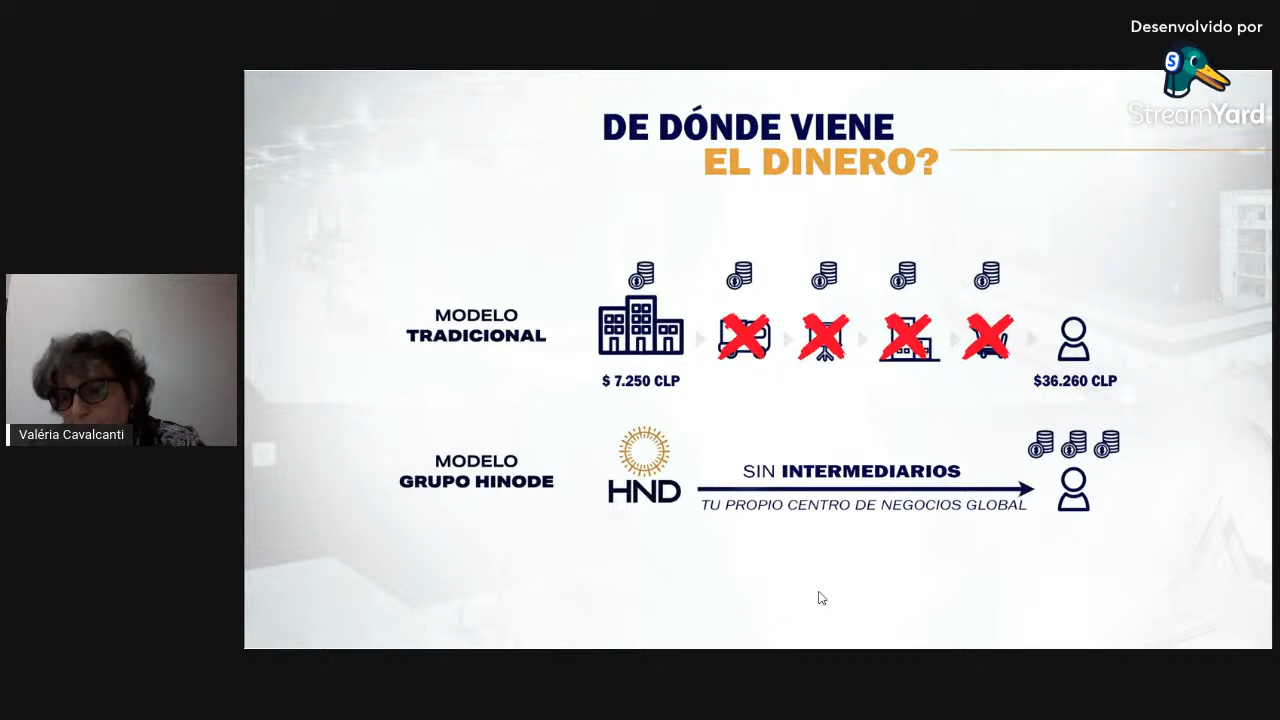 Desenvolvido por
StreamYard
DE DÓNDE VIENE
EL DINERO?
MODELO
TRADICIONAL
$ 7.250 CLP
$36.260 CLP
Valéria Cavalcanti
MODELO
GRUPO HINODE
HND
SIN INTERMEDIARIOS
TU PROPIO CENTRO DE NEGOCIOS GLOBAL